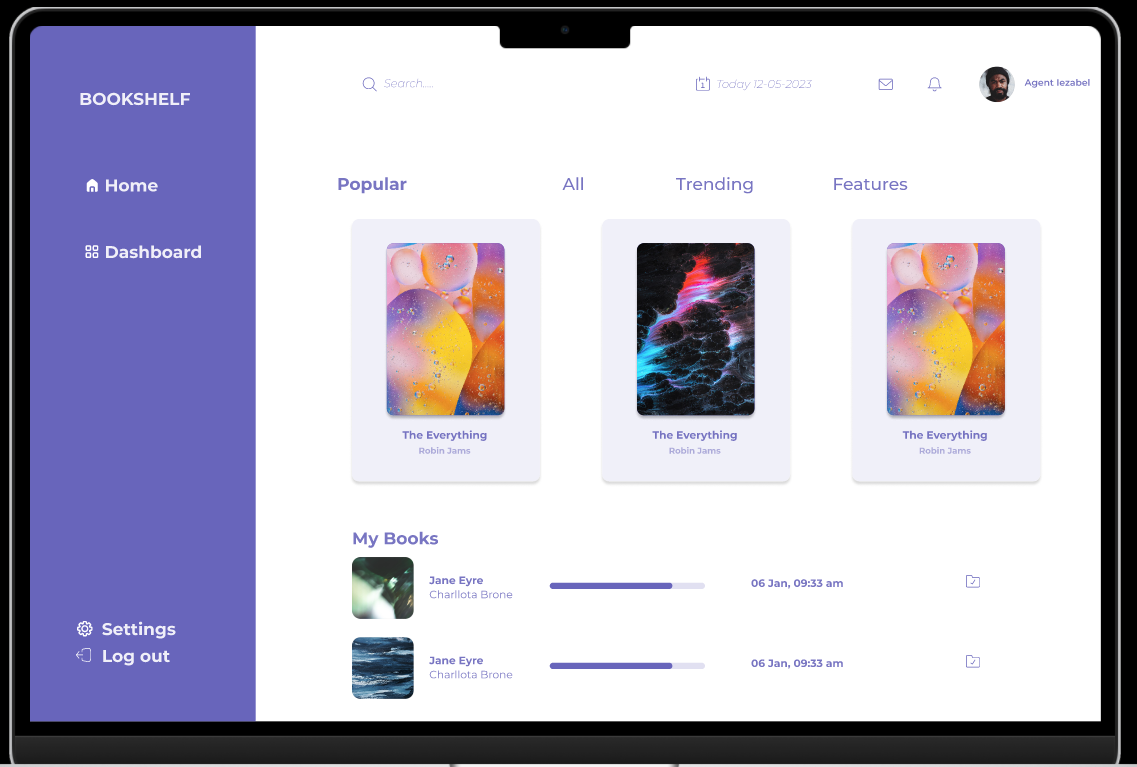 BOOKSHELF
Home
Dashboard
Settings
Log out
Search.....
1
Today 12-05-2023
Agent Iezabel
Popular
All
Trending
Features
The Everything
Robin Jams
The Everything
Robin Jams
The Everything
Robin Jams
My Books
Jane Eyre
Charllota Brone
06 Jan, 09:33 am
Jane Eyre
Charllota Brone
06 Jan, 09:33 am